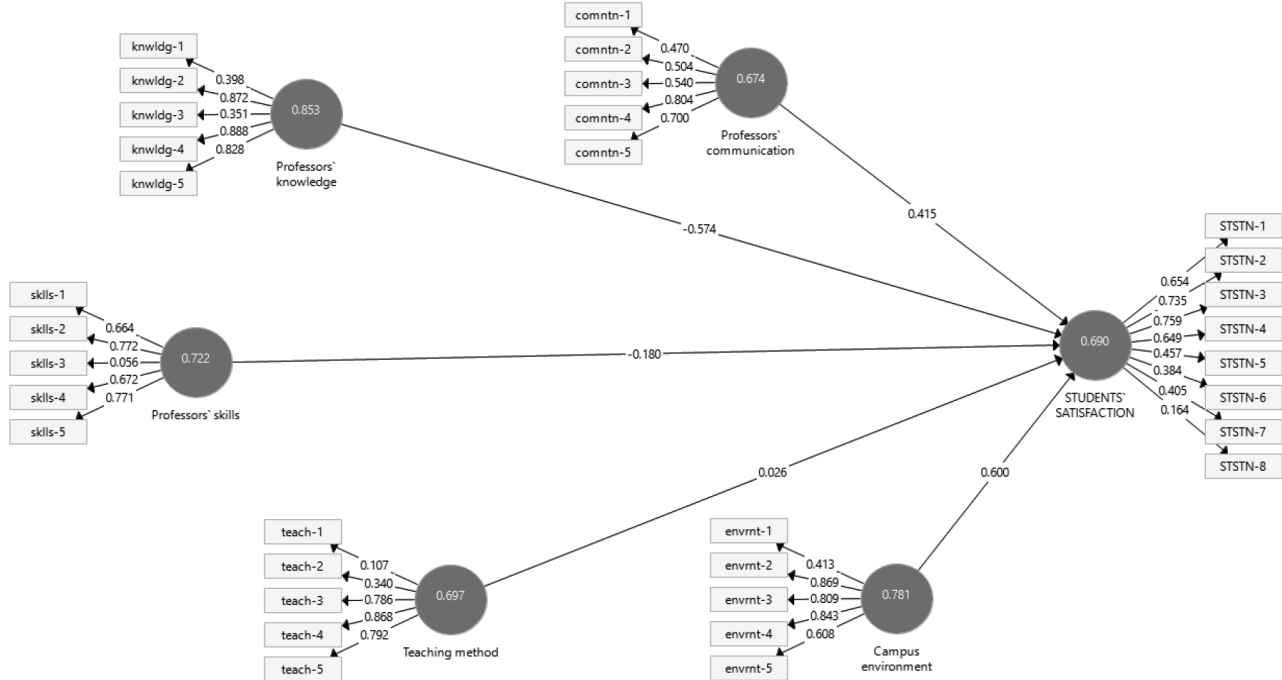 comntn-1
comntn-2
comntn-3
comntn-4
comntn-5
0.470
0.504
0.540
0.804
0.700
0.674
Professors`
communication
knwldg-1
knwldg-2
knwldg-3
knwldg-4
knwldg-5
0.398
0.872
0.351
0.888
0.828
0.853
Professors`
knowledge
-0.574
0.415
skills-1
skills-2
skills-3
skills-4
skills-5
0.664
0.772
0.056
0.672
0.771
0.722
Professors` skills
-0.180
0.690
STUDENTS`
SATISFACTION
0.654
0.735
0.759
0.649
0.457
0.384
0.405
0.164
STSTN-1
STSTN-2
STSTN-3
STSTN-4
STSTN-5
STSTN-6
STSTN-7
STSTN-8
0.026
0.600
teach-1
teach-2
teach-3
teach-4
teach-5
0.107
0.340
0.786
0.868
0.792
0.697
Teaching method
envrnt-1
envrnt-2
envrnt-3
envrnt-4
envrnt-5
0.413
0.869
0.809
0.843
0.608
0.781
Campus
environment